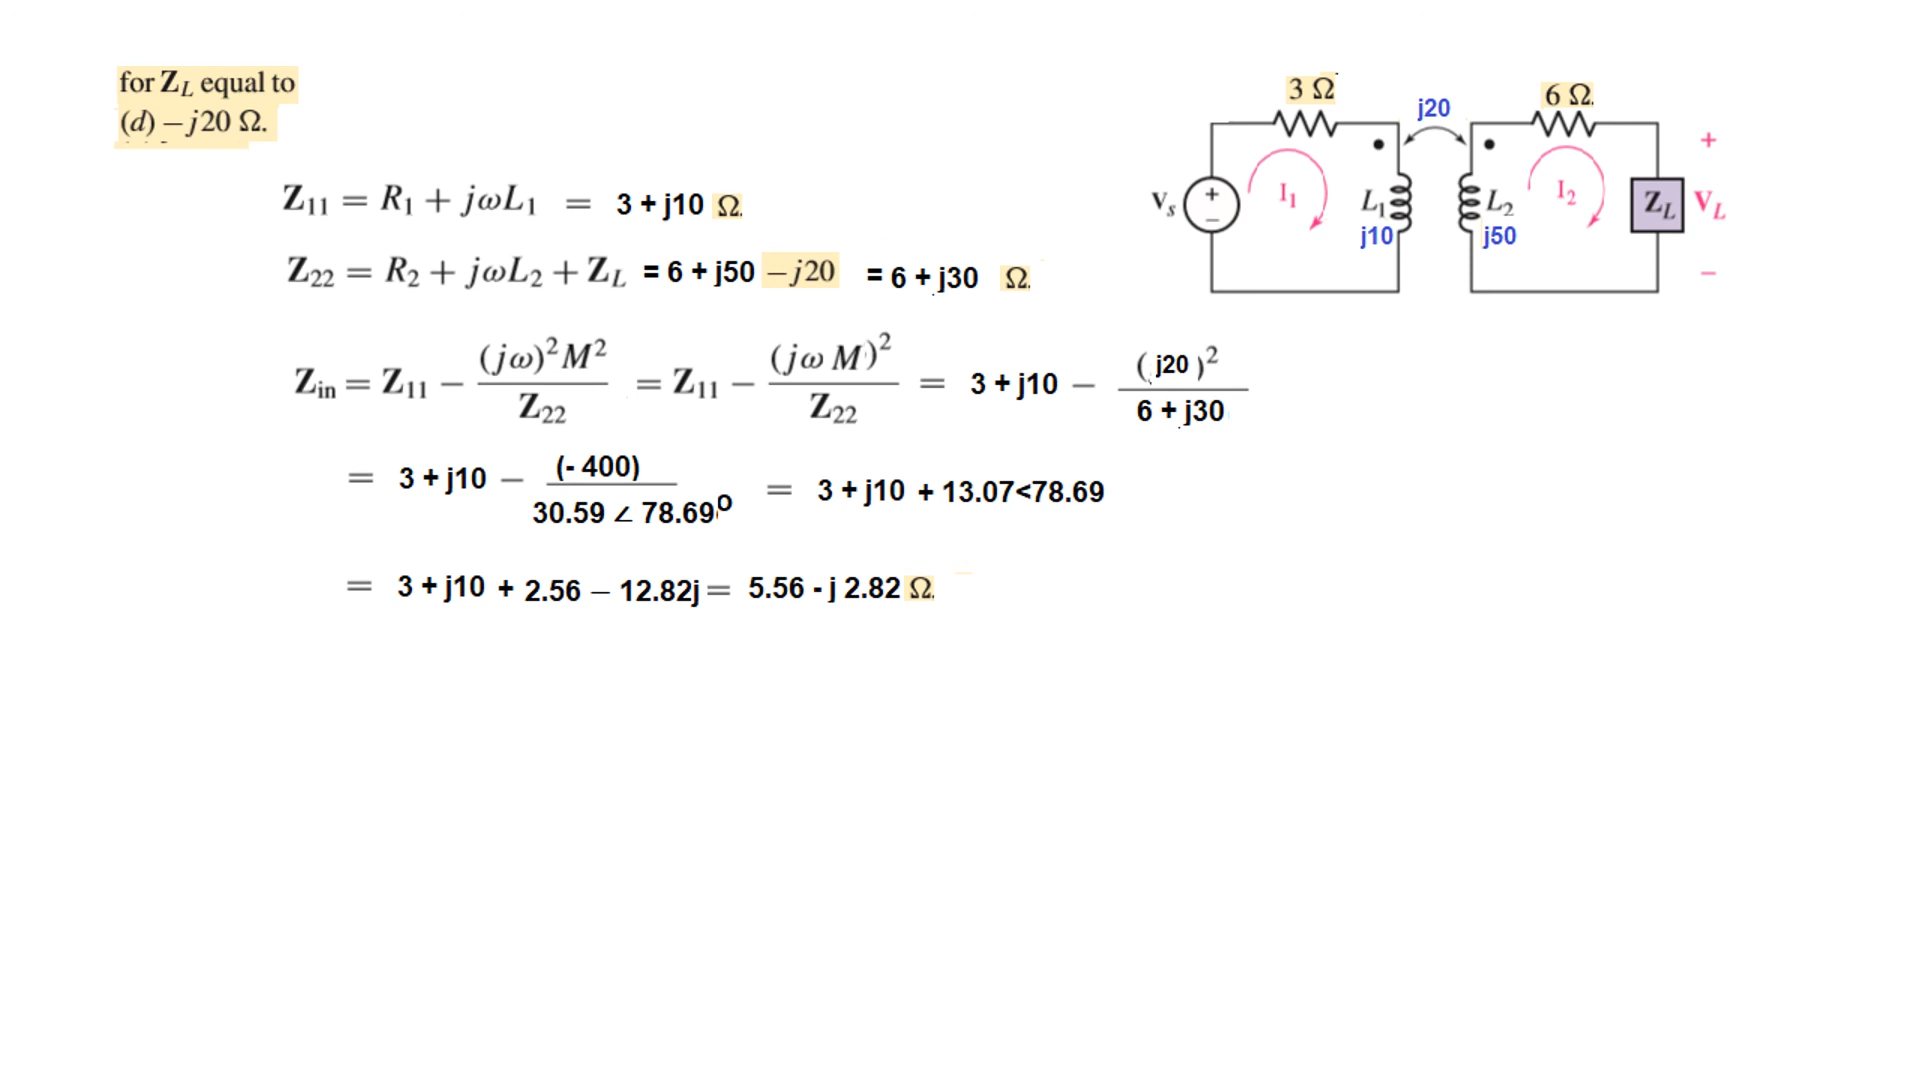 for Z_L equal to
(d) −j20 Ω.
3 Ω
j20
6 Ω.
+
V_s
+
−
I₁
L₁
j10
L₂
j50
I₂
Z_L
V_L
−
Z₁₁ = R₁ + jωL₁ = 3 + j10 Ω.
Z₂₂ = R₂ + jωL₂ + Z_L = 6 + j50 −j20 = 6 + j30 Ω.
Z_in = Z₁₁ − (jω)²M² / Z₂₂ = Z₁₁ − (jω M)² / Z₂₂ = 3 + j10 − (j20)² / 6 + j30
= 3 + j10 − (- 400) / 30.59 ∠ 78.69° = 3 + j10 + 13.07<78.69
= 3 + j10 + 2.56 − 12.82j = 5.56 - j 2.82 Ω.